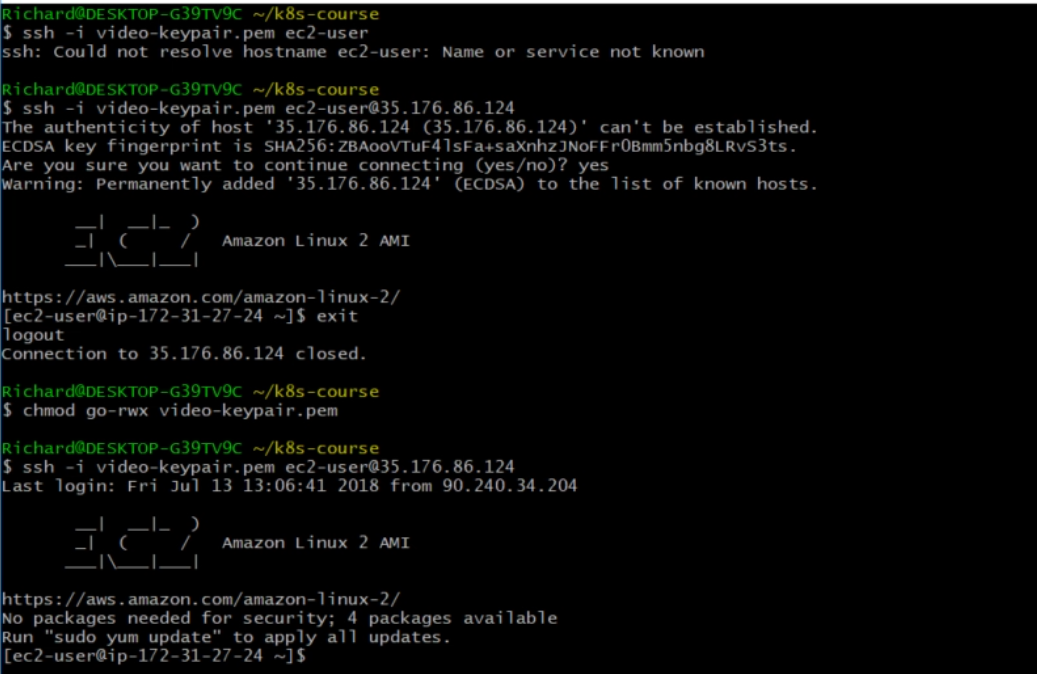 Richard@DESKTOP-G39TV9C ~/k8s-course
$ ssh -i video-keypair.pem ec2-user
ssh: Could not resolve hostname ec2-user: Name or service not known
Richard@DESKTOP-G39TV9C ~/k8s-course
$ ssh -i video-keypair.pem ec2-user@35.176.86.124
The authenticity of host '35.176.86.124 (35.176.86.124)' can't be established.
ECDSA key fingerprint is SHA256:ZBAooVTuF4lsFa+saXnhzJNoFFr0Bmm5nbg8LRvS3ts.
Are you sure you want to continue connecting (yes/no)? yes
Warning: Permanently added '35.176.86.124' (ECDSA) to the list of known hosts.
       __|  __|_  )
       _|  (     /   Amazon Linux 2 AMI
      ___|\___|___|
https://aws.amazon.com/amazon-linux-2/
[ec2-user@ip-172-31-27-24 ~]$ exit
logout
Connection to 35.176.86.124 closed.
Richard@DESKTOP-G39TV9C ~/k8s-course
$ chmod go-rwx video-keypair.pem
Richard@DESKTOP-G39TV9C ~/k8s-course
$ ssh -i video-keypair.pem ec2-user@35.176.86.124
Last login: Fri Jul 13 13:06:41 2018 from 90.240.34.204
       __|  __|_  )
       _|  (     /   Amazon Linux 2 AMI
      ___|\___|___|
https://aws.amazon.com/amazon-linux-2/
No packages needed for security; 4 packages available
Run "sudo yum update" to apply all updates.
[ec2-user@ip-172-31-27-24 ~]$